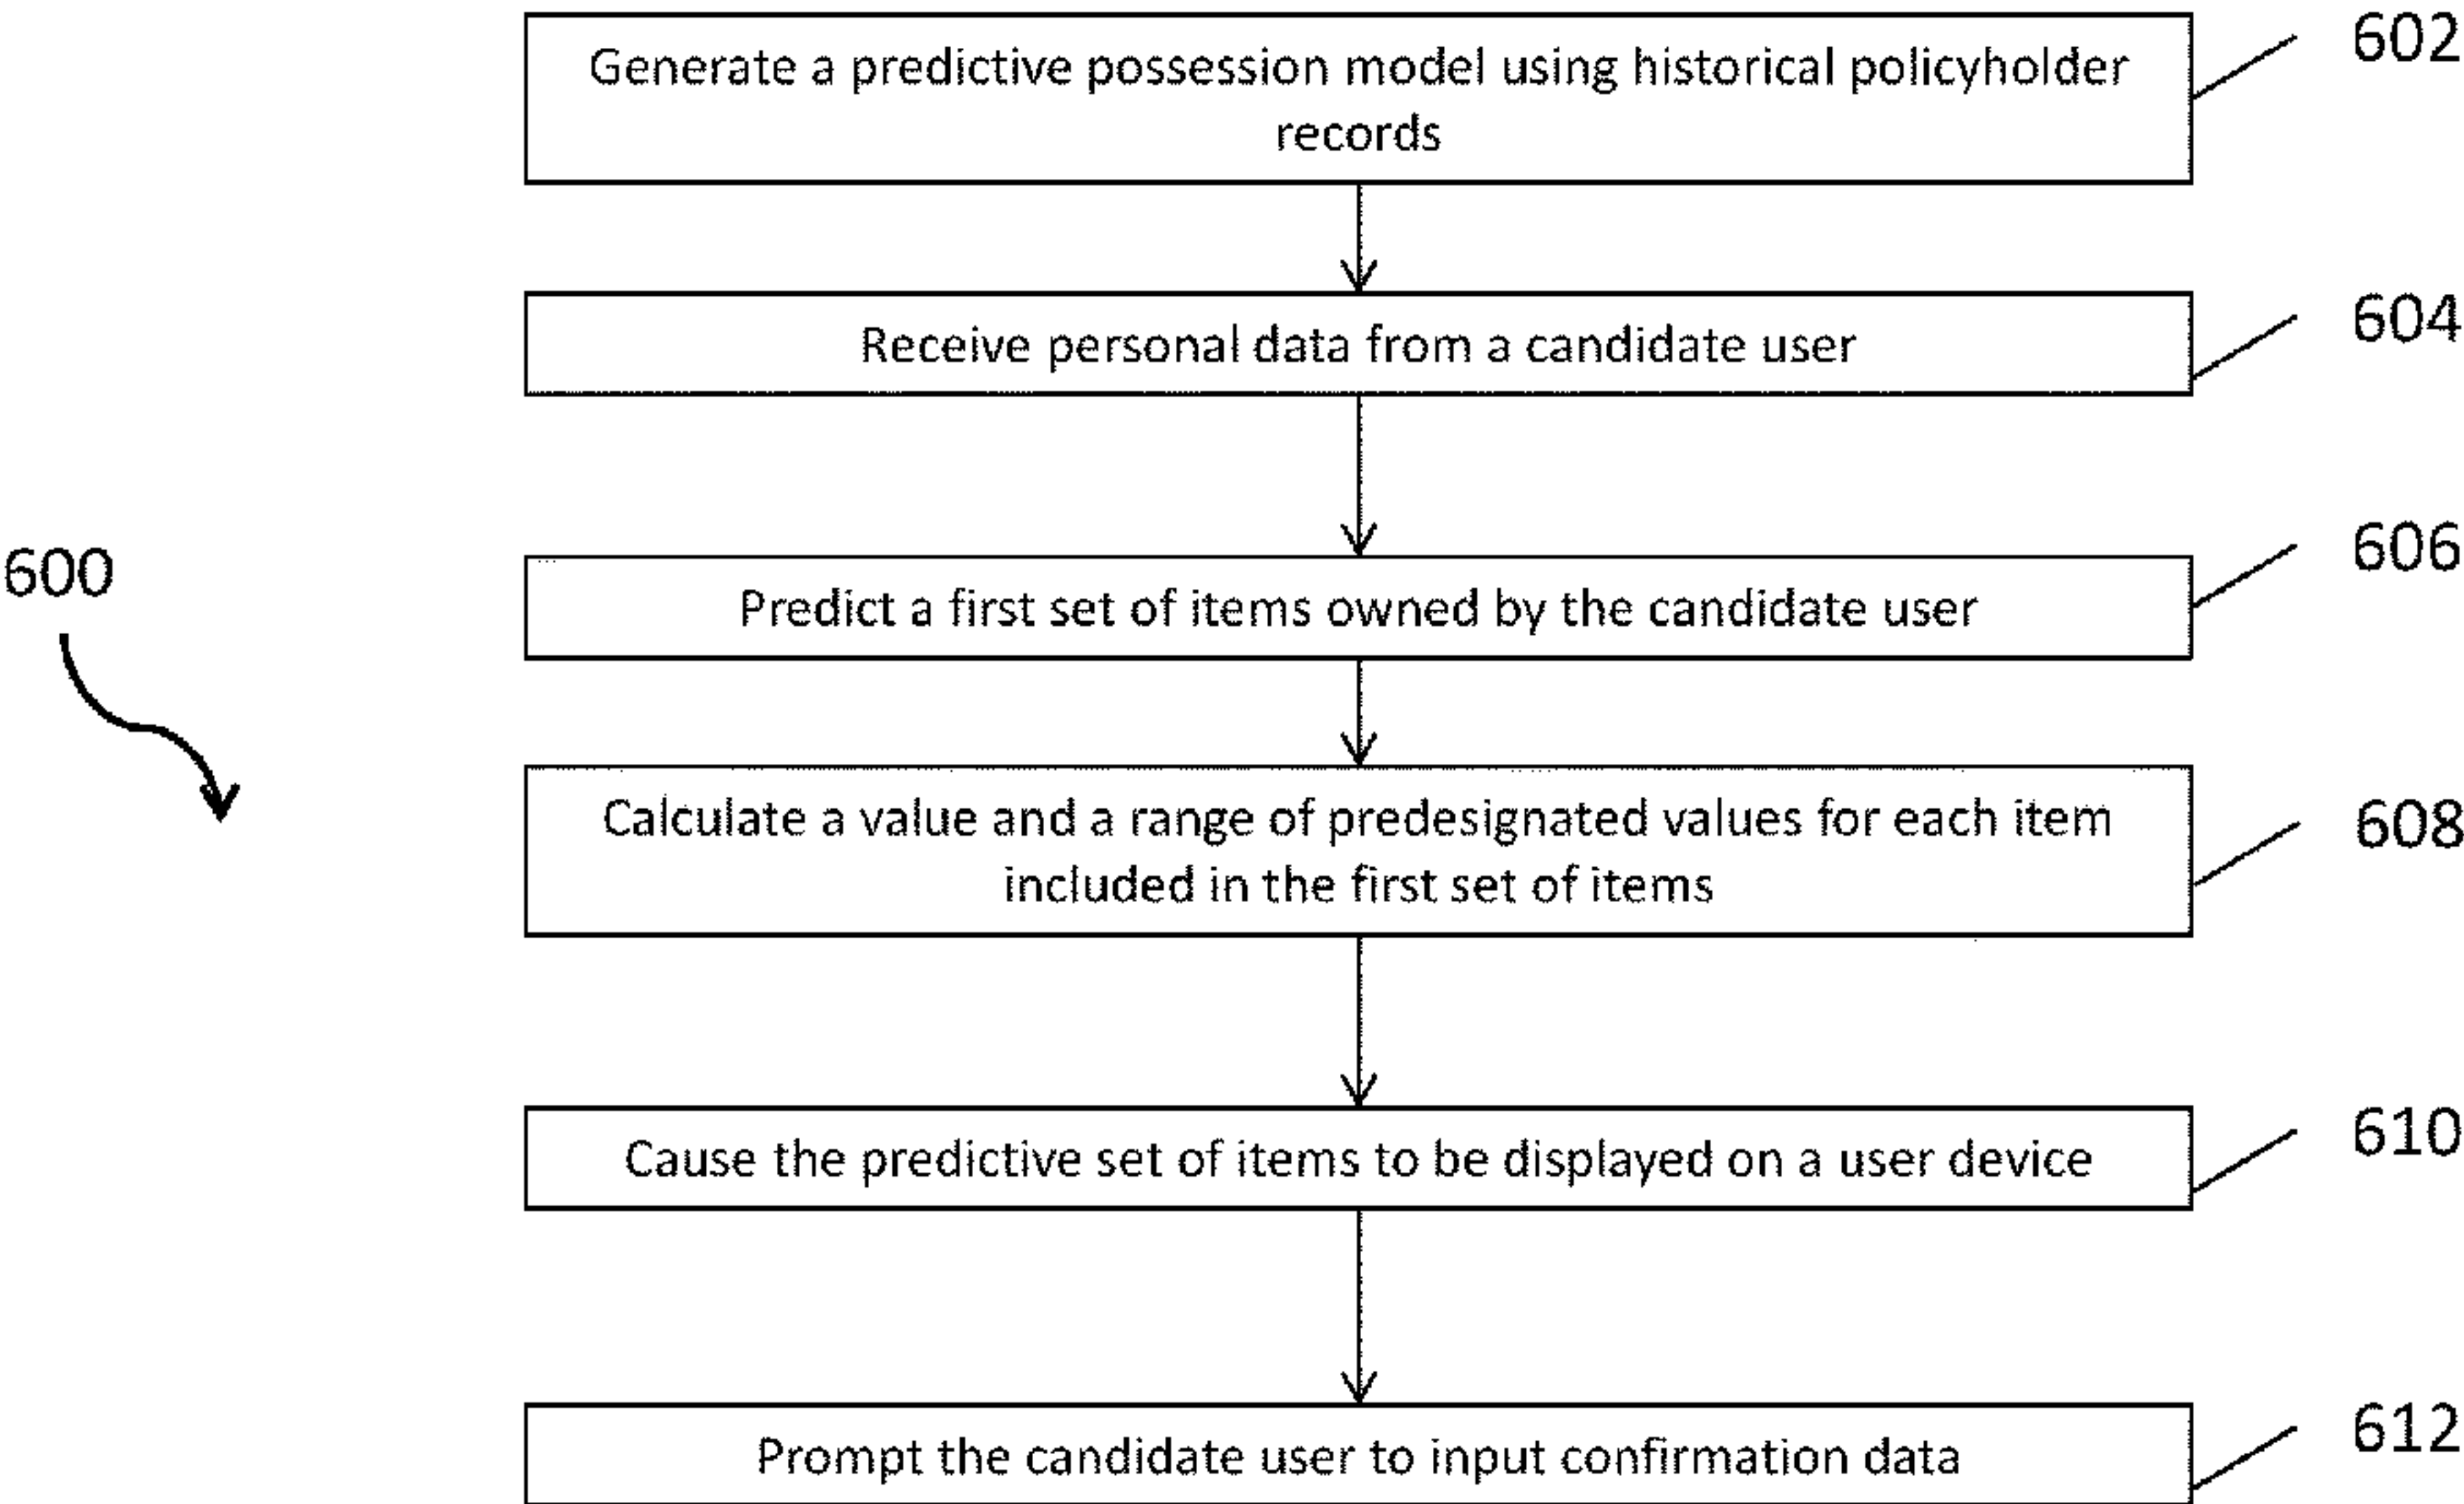 Generate a predictive possession model using historical policyholder
records
602
Receive personal data from a candidate user
604
Predict a first set of items owned by the candidate user
606
600
Calculate a value and a range of predesignated values for each item
included in the first set of items
608
Cause the predictive set of items to be displayed on a user device
610
Prompt the candidate user to input confirmation data
612